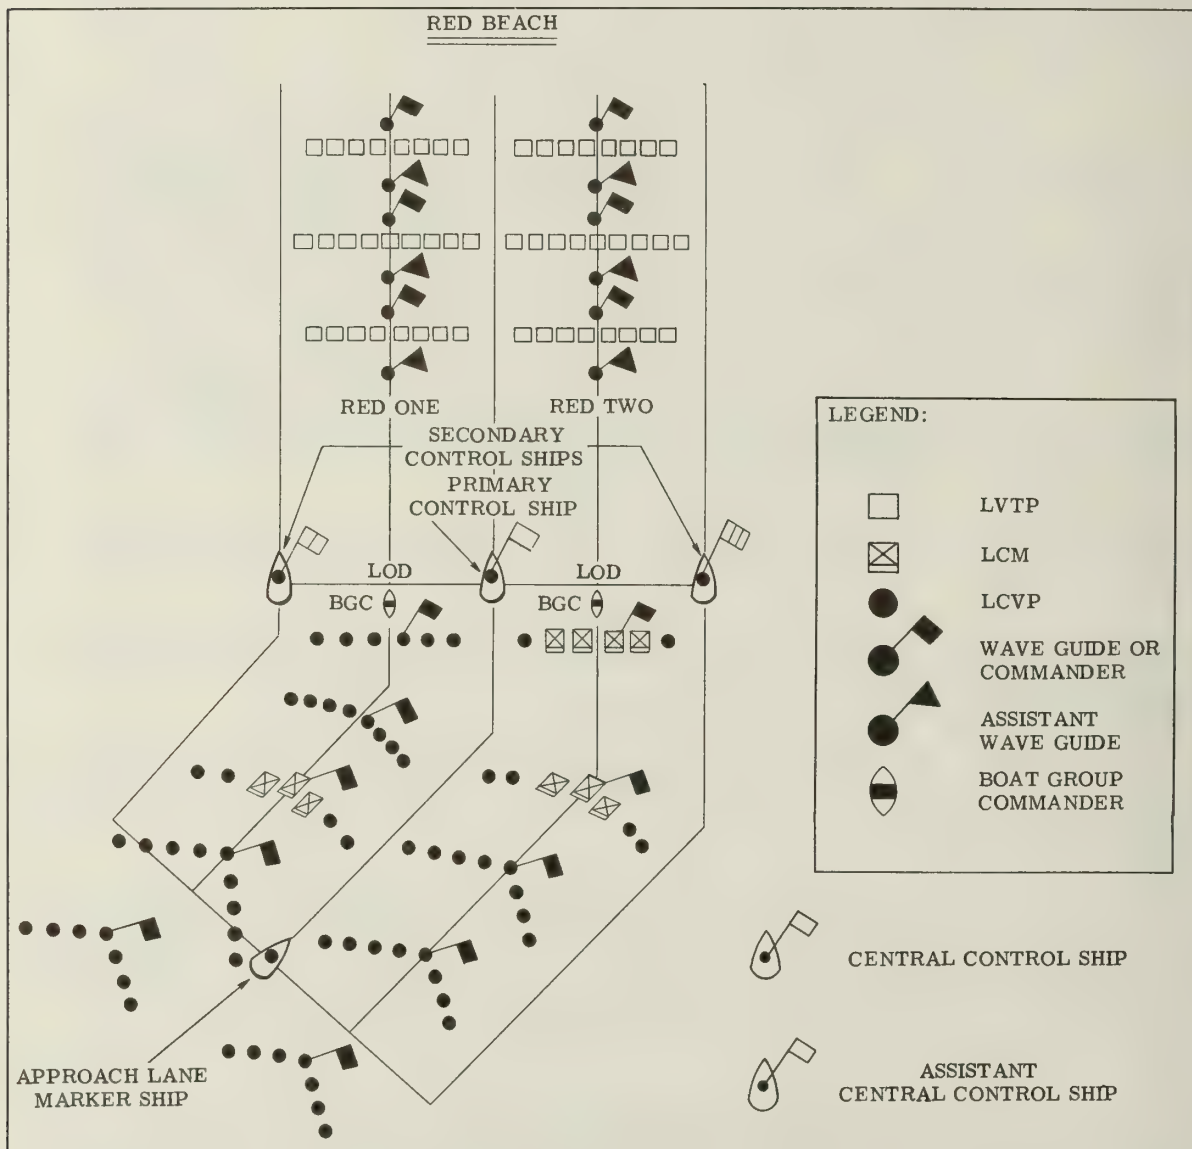 RED BEACH
RED ONE
RED TWO
SECONDARY
CONTROL SHIPS
PRIMARY
CONTROL SHIP
LOD
LOD
BGC
BGC
APPROACH LANE
MARKER SHIP
LEGEND:
LVTP
LCM
LCVP
WAVE GUIDE OR
COMMANDER
ASSISTANT
WAVE GUIDE
BOAT GROUP
COMMANDER
CENTRAL CONTROL SHIP
ASSISTANT
CENTRAL CONTROL SHIP